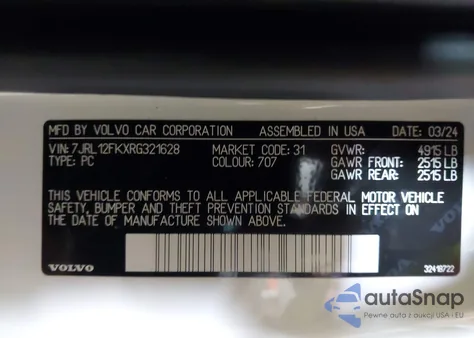 MFD BY VOLVO CAR CORPORATION ASSEMBLED IN USA DATE: 03/24
VIN: 7JRL12FKXRG321628 MARKET CODE: 31 GVWR: 4915 LB
TYPE: PC COLOUR: 707 GAWR FRONT: 2515 LB
GAWR REAR: 2515 LB
THIS VEHICLE CONFORMS TO ALL APPLICABLE FEDERAL MOTOR VEHICLE
SAFETY, BUMPER AND THEFT PREVENTION STANDARDS IN EFFECT ON
THE DATE OF MANUFACTURE SHOWN ABOVE.
VOLVO 32418722
autoSnap
Pewne auta z aukcji USA i EU